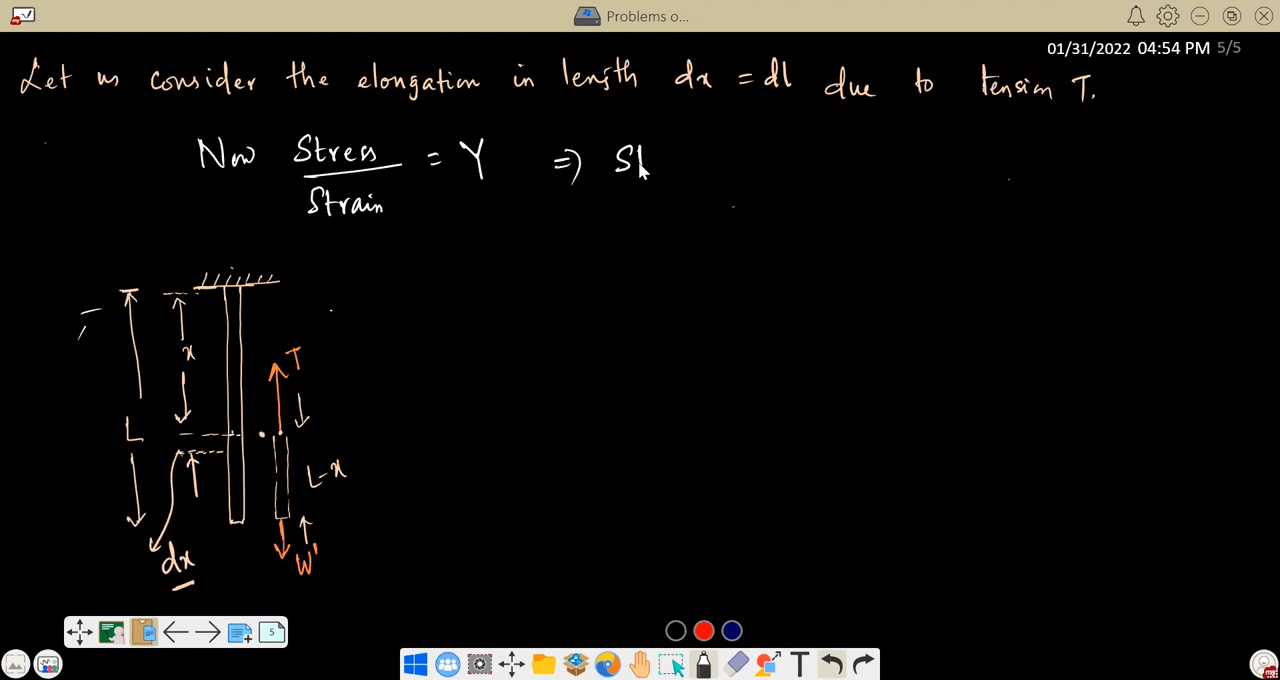 Problems o...
01/31/2022 04:54 PM 5/5
Let us consider the elongation in length dx = dl due to tension T.
Now Stress / Strain = Y => St
x
T
L
L-x
W'
dx
5
T